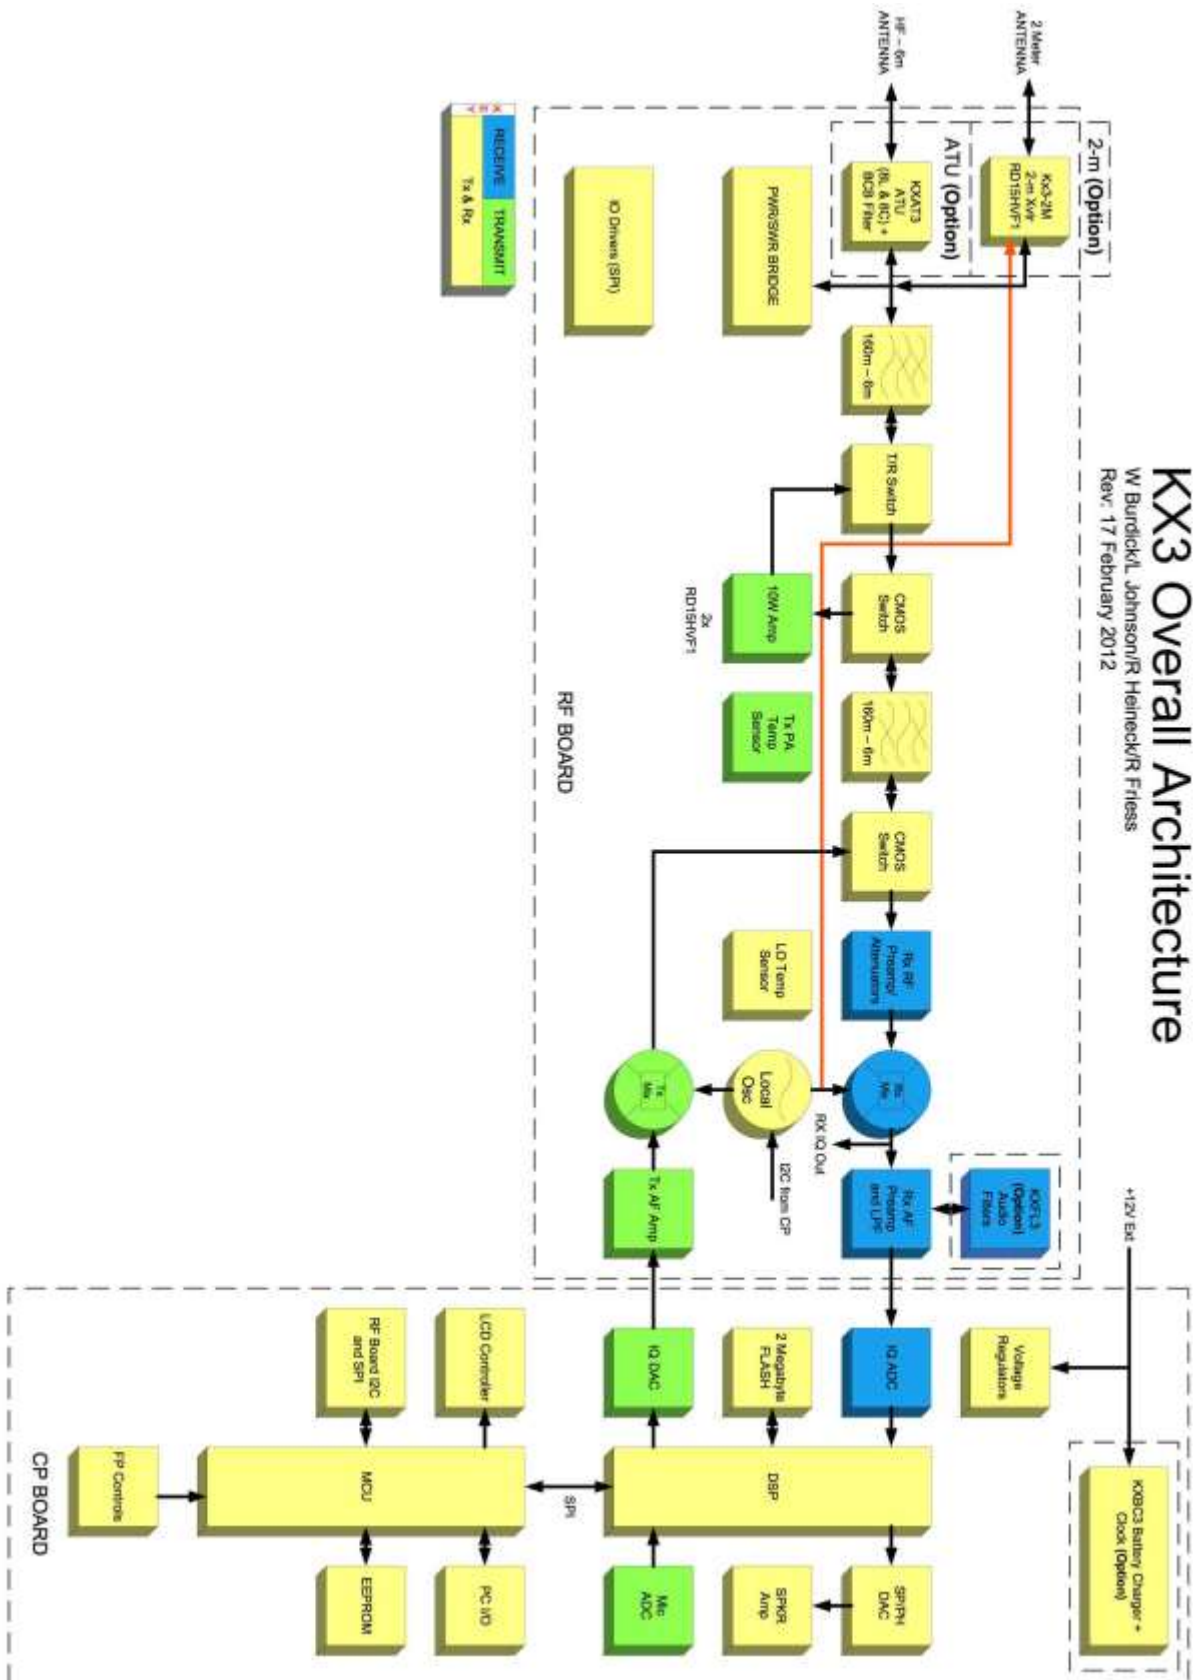 KX3 Overall Architecture
W Burdick/L Johnson/R Heineck/R Friess
Rev: 17 February 2012
2 Meter
ANTENNA
2-m (Option)
Kx3-2M
2-m Xvtr
RD15HVF1
HF – 6m
ANTENNA
ATU (Option)
KXAT3
ATU
(8L & 8C) +
BCB Filter
160m – 6m
T/R Switch
CMOS
Switch
160m – 6m
CMOS
Switch
Rx RF
Preamp/
Attenuators
Rx
Mix
RX IQ Out
Rx AF
Preamp
and LPF
KXFL3
(Option)
Audio
Filters
+12V Ext
Voltage
Regulators
KXBC3 Battery Charger +
Clock (Option)
IQ ADC
DSP
SP/PH
DAC
PWR/SWR BRIDGE
10W Amp
2x
RD15HVF1
Tx PA
Temp
Sensor
LO Temp
Sensor
Local
Osc
I2C from CP
2 Megabyte
FLASH
SPKR
Amp
IO Drivers (SPI)
RF BOARD
Tx
Mix
Tx AF Amp
IQ DAC
Mic
ADC
SPI
KEY
RECEIVE
TRANSMIT
Tx & Rx
LCD Controller
MCU
PC I/O
RF Board I2C
and SPI
EEPROM
FP Controls
CP BOARD